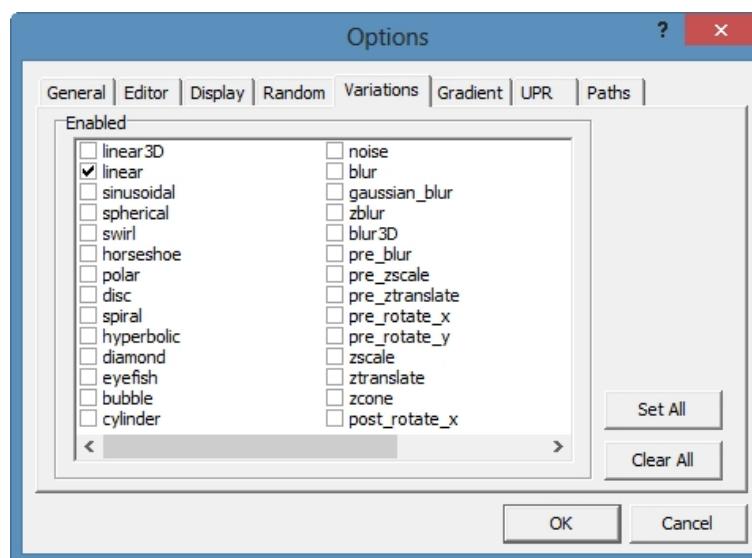 Options
?
General Editor Display Random Variations Gradient UPR Paths
Enabled
linear3D
linear
sinusoidal
spherical
swirl
horseshoe
polar
disc
spiral
hyperbolic
diamond
eyefish
bubble
cylinder
noise
blur
gaussian_blur
zblur
blur3D
pre_blur
pre_zscale
pre_ztranslate
pre_rotate_x
pre_rotate_y
zscale
ztranslate
zcone
post_rotate_x
Set All
Clear All
OK Cancel